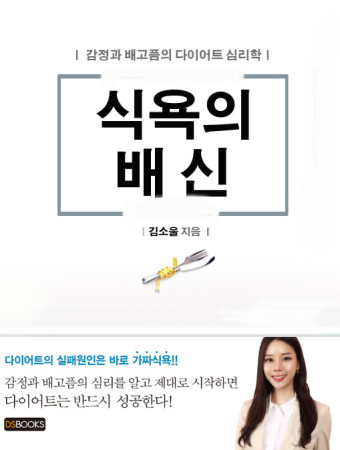 | 감정과 배고픔의 다이어트 심리학 |
식욕의
배 신
| 김소울 지음 |
다이어트의 실패원인은 바로 가짜식욕!!
감정과 배고픔의 심리를 알고 제대로 시작하면
다이어트는 반드시 성공한다!
DSBOOKS